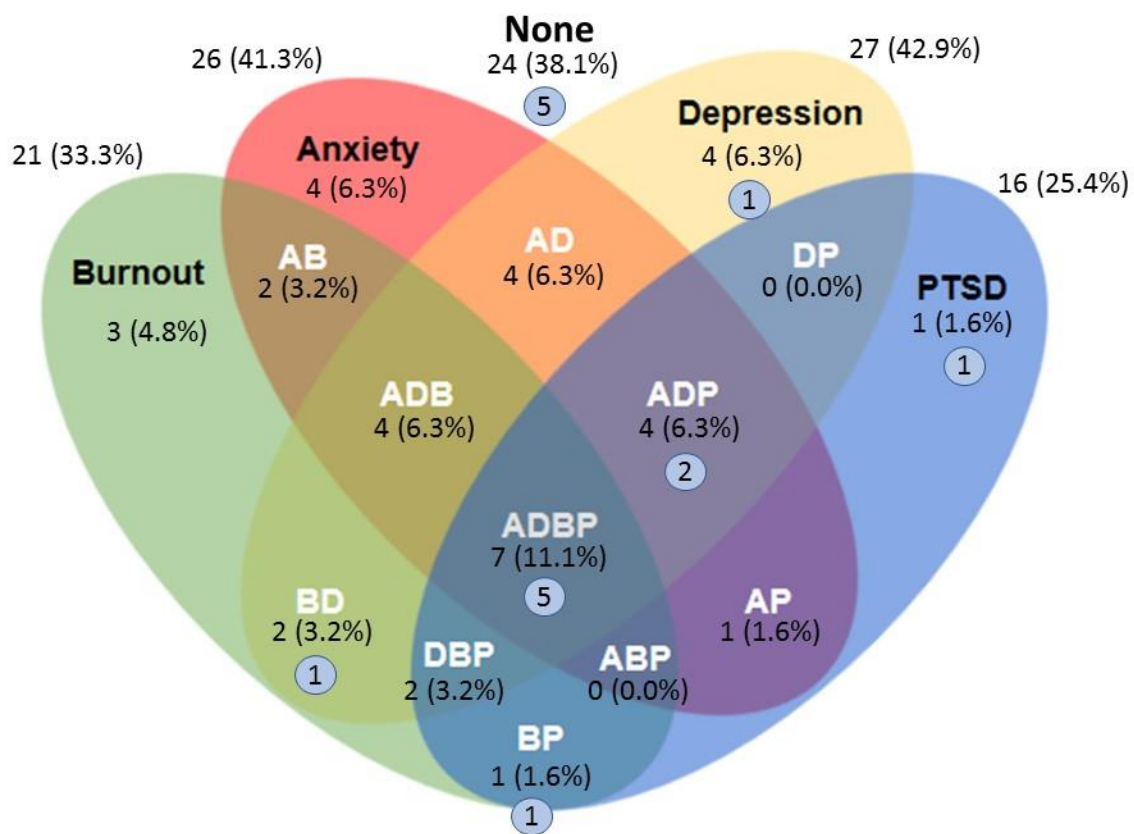 None
26 (41.3%)
24 (38.1%)
27 (42.9%)
5
21 (33.3%)
Anxiety
4 (6.3%)
Depression
4 (6.3%)
1
16 (25.4%)
Burnout
3 (4.8%)
AB
2 (3.2%)
AD
4 (6.3%)
DP
0 (0.0%)
PTSD
1 (1.6%)
1
ADB
4 (6.3%)
ADP
4 (6.3%)
2
ADBP
7 (11.1%)
5
BD
2 (3.2%)
1
DBP
2 (3.2%)
ABP
0 (0.0%)
AP
1 (1.6%)
BP
1 (1.6%)
1